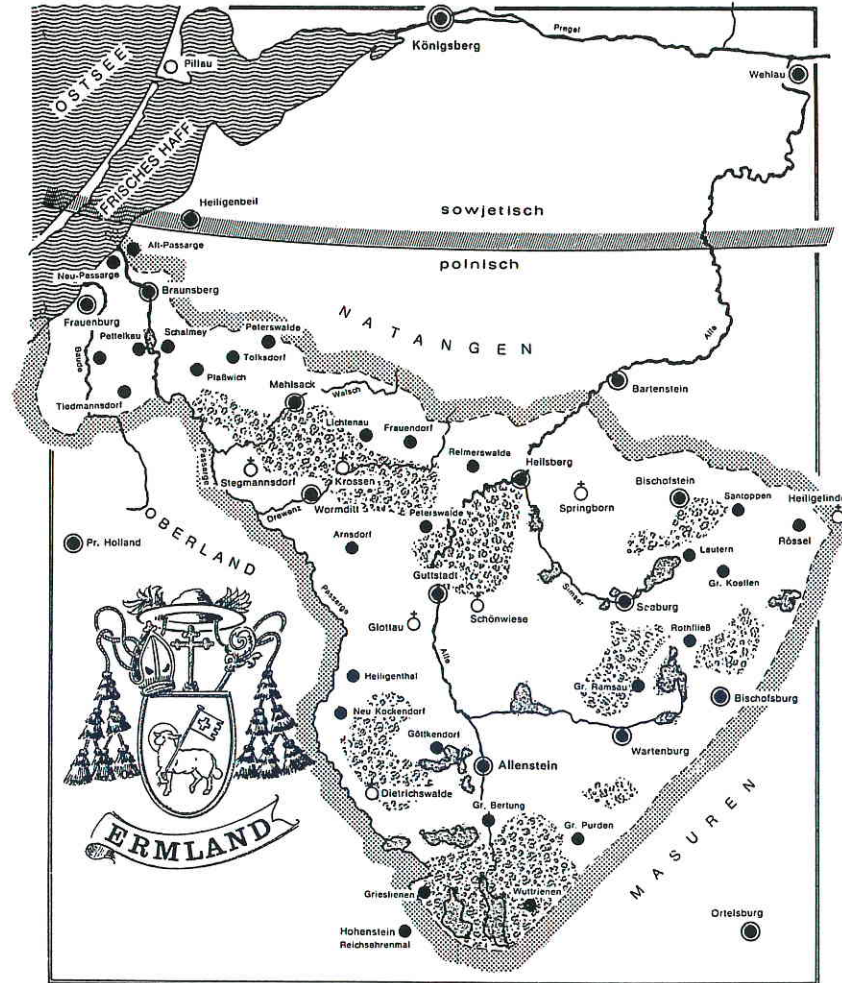 Königsberg
Pregel
Wehlau
Pillau
OSTSEE
FRISCHES HAFF
Heiligenbeil
sowjetisch
polnisch
Alt-Passarge
Neu-Passarge
Braunsberg
Frauenburg
NATANGEN
Alle
Pettelkau
Schalmey
Peterswalde
Tolksdorf
Baude
Plaßwich
Mehlsack
Walsch
Bartenstein
Tiedmannsdorf
Lichtenau
Frauendorf
Passarge
Reimerswalde
Heilsberg
Stegmannsdorf
Krossen
Springborn
Bischofstein
Santoppen
Heiligelinde
Wormditt
Drewenz
Peterswalde
Rössel
OBERLAND
Pr. Holland
Arnsdorf
Lautern
Gr. Koellen
Guttstadt
Simser
Seeburg
Passarge
Schönwiese
Glottau
Rothfließ
Alle
Heiligenthal
Gr. Ramsau
Bischofsburg
Neu Kockendorf
Göttkendorf
Wartenburg
Allenstein
Dietrichswalde
Gr. Bertung
ERMLAND
Gr. Purden
MASUREN
Grieslienen
Wuttrienen
Hohenstein
Reichsehrenmal
Ortelsburg